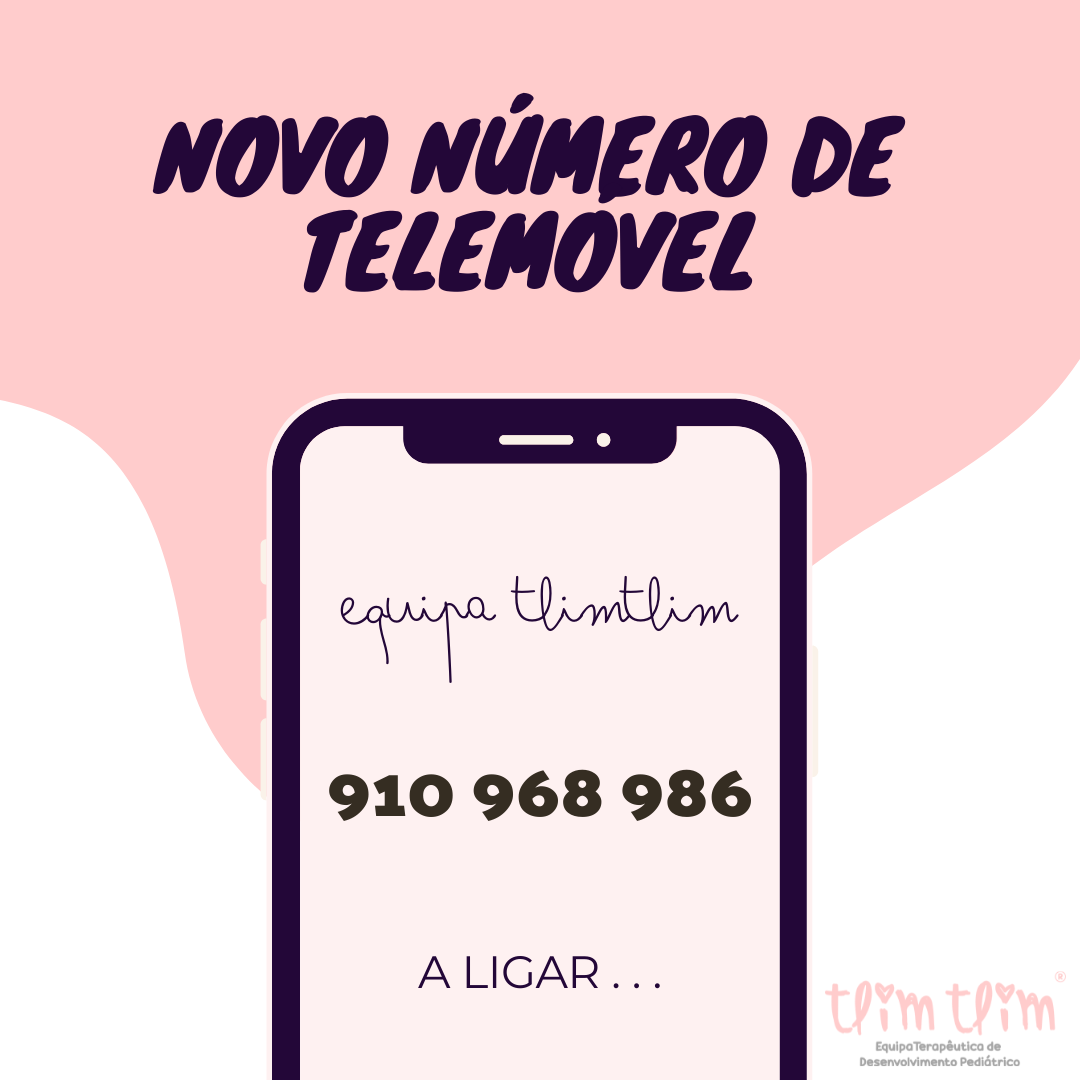 NOVO NÚMERO DE
TELEMÓVEL
equipa tlimtlim
910 968 986
A LIGAR . . .
tlim tlim ®
EquipaTerapêutica de
Desenvolvimento Pediátrico